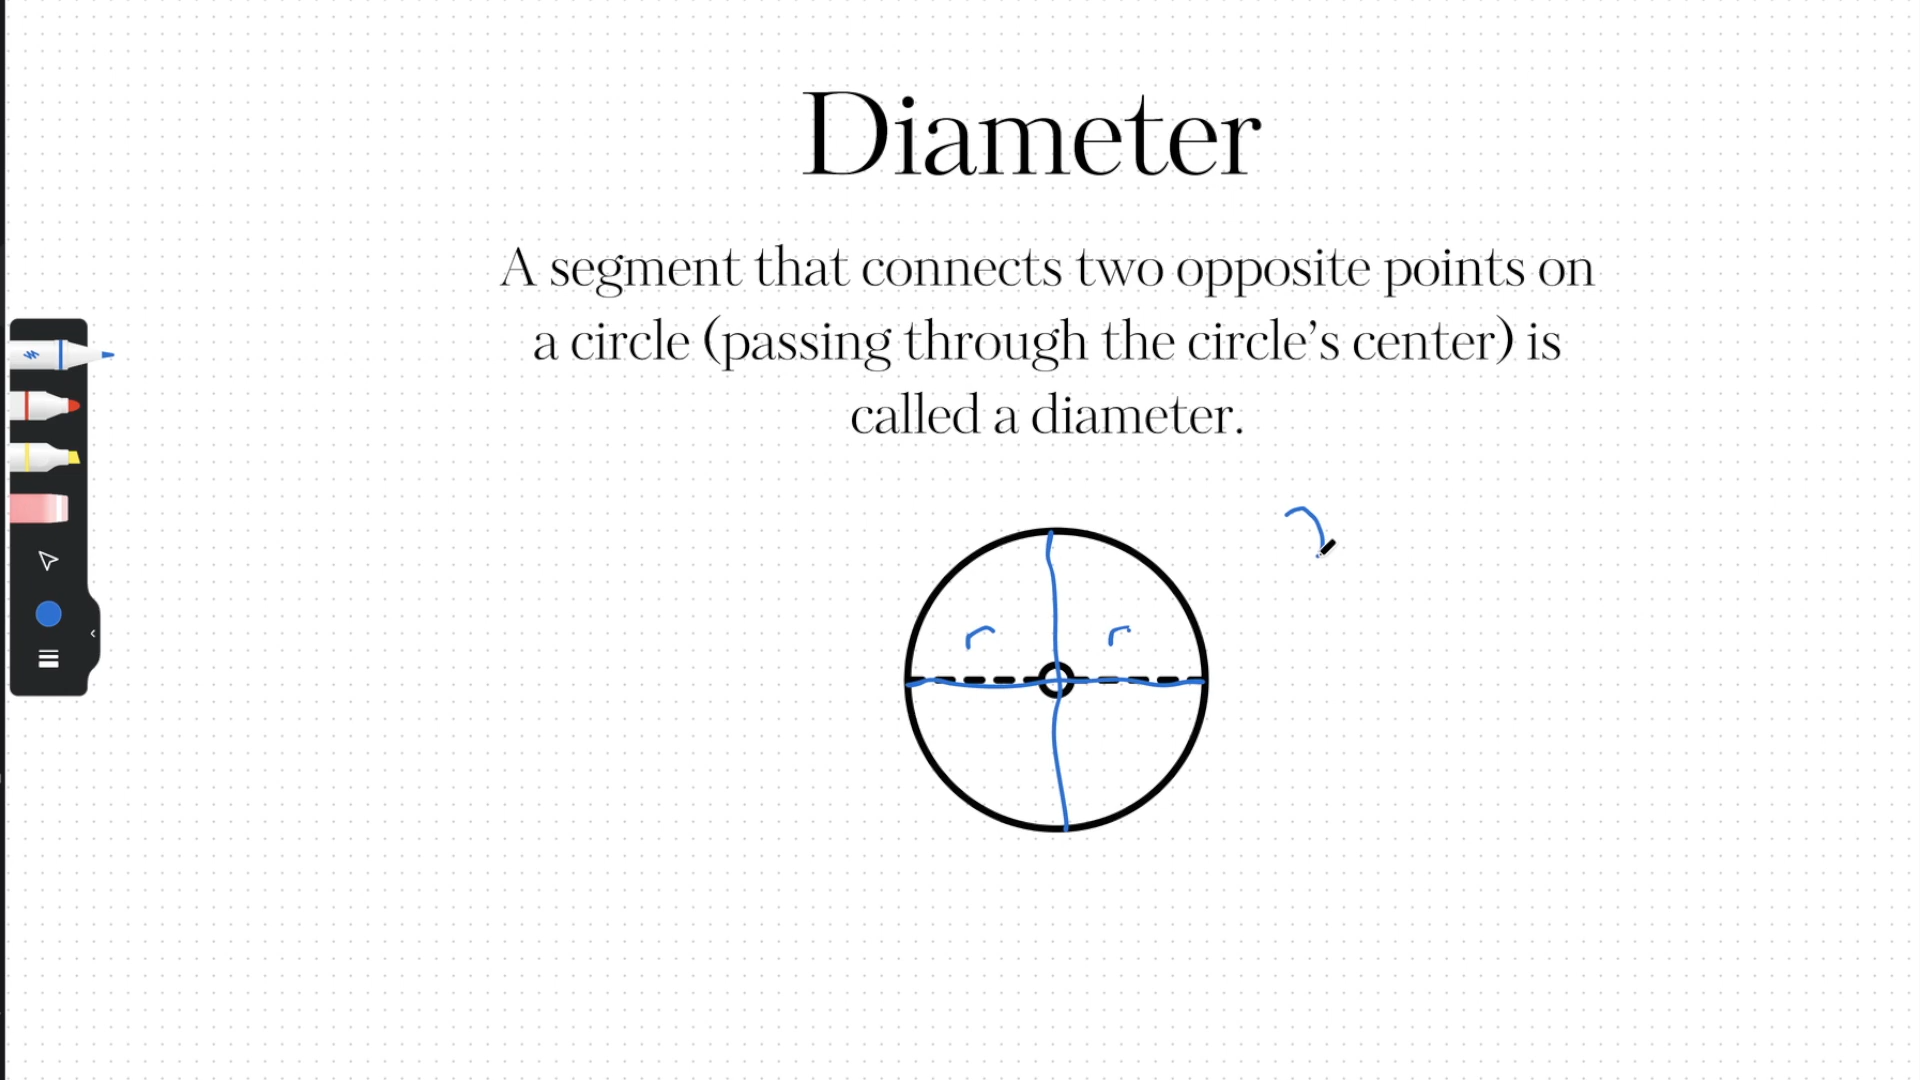 Diameter
A segment that connects two opposite points on
a circle (passing through the circle’s center) is
called a diameter.
r r